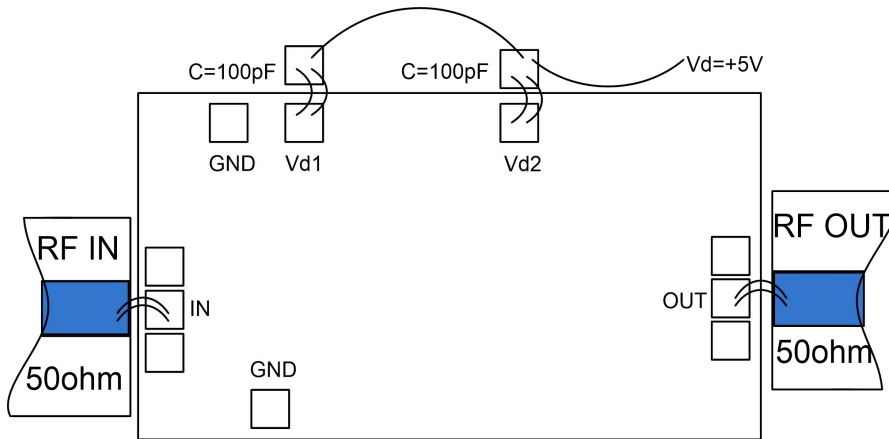 C=100pF
C=100pF
Vd=+5V
GND
Vd1
Vd2
RF IN
RF OUT
IN
OUT
50ohm
50ohm
GND